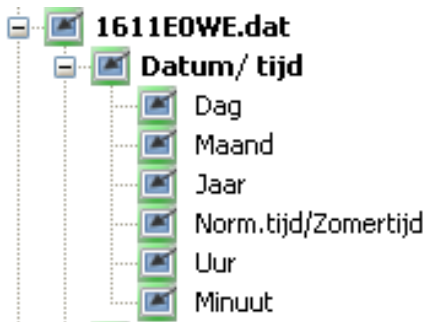 1611E0WE.dat
Datum/ tijd
Dag
Maand
Jaar
Norm.tijd/Zomertijd
Uur
Minuut